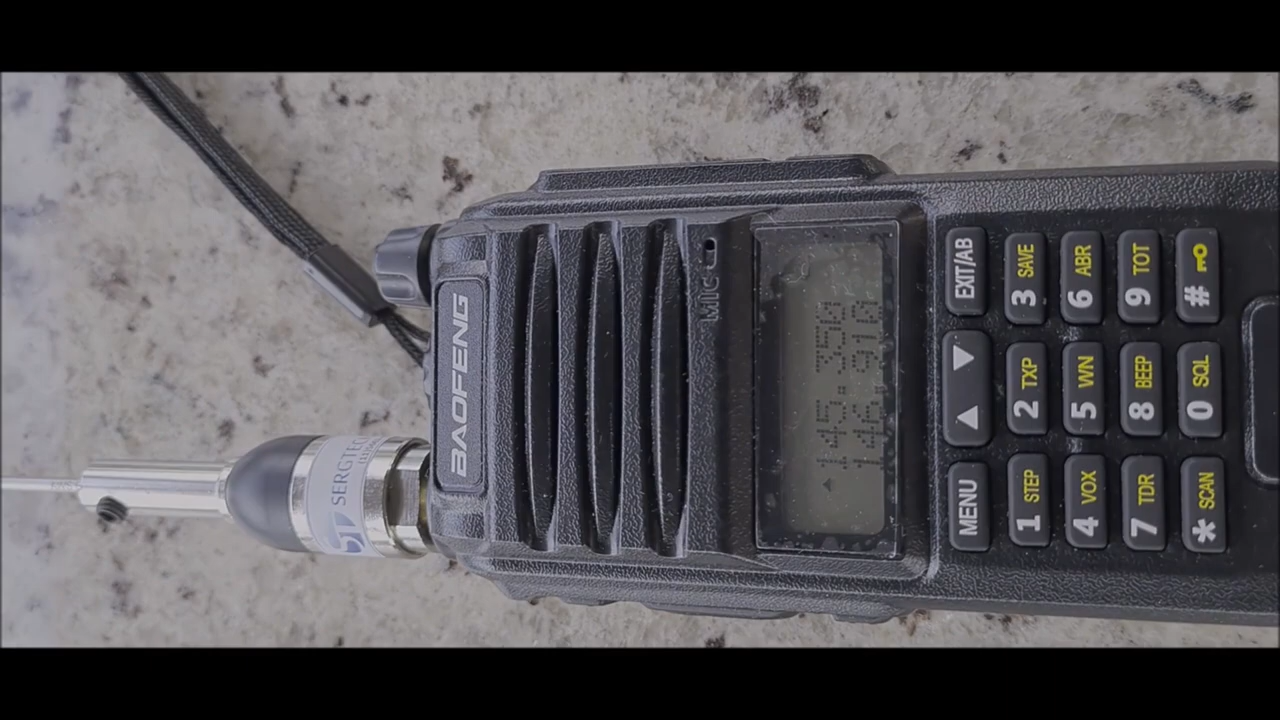 SERGTEC
BAOFENG
MIC
145.350
146.910
MENU ▲ ▼ EXIT/AB
1 STEP 2 TXP 3 SAVE
4 VOX 5 WN 6 ABR
7 TDR 8 BEEP 9 TOT
* SCAN 0 SQL #